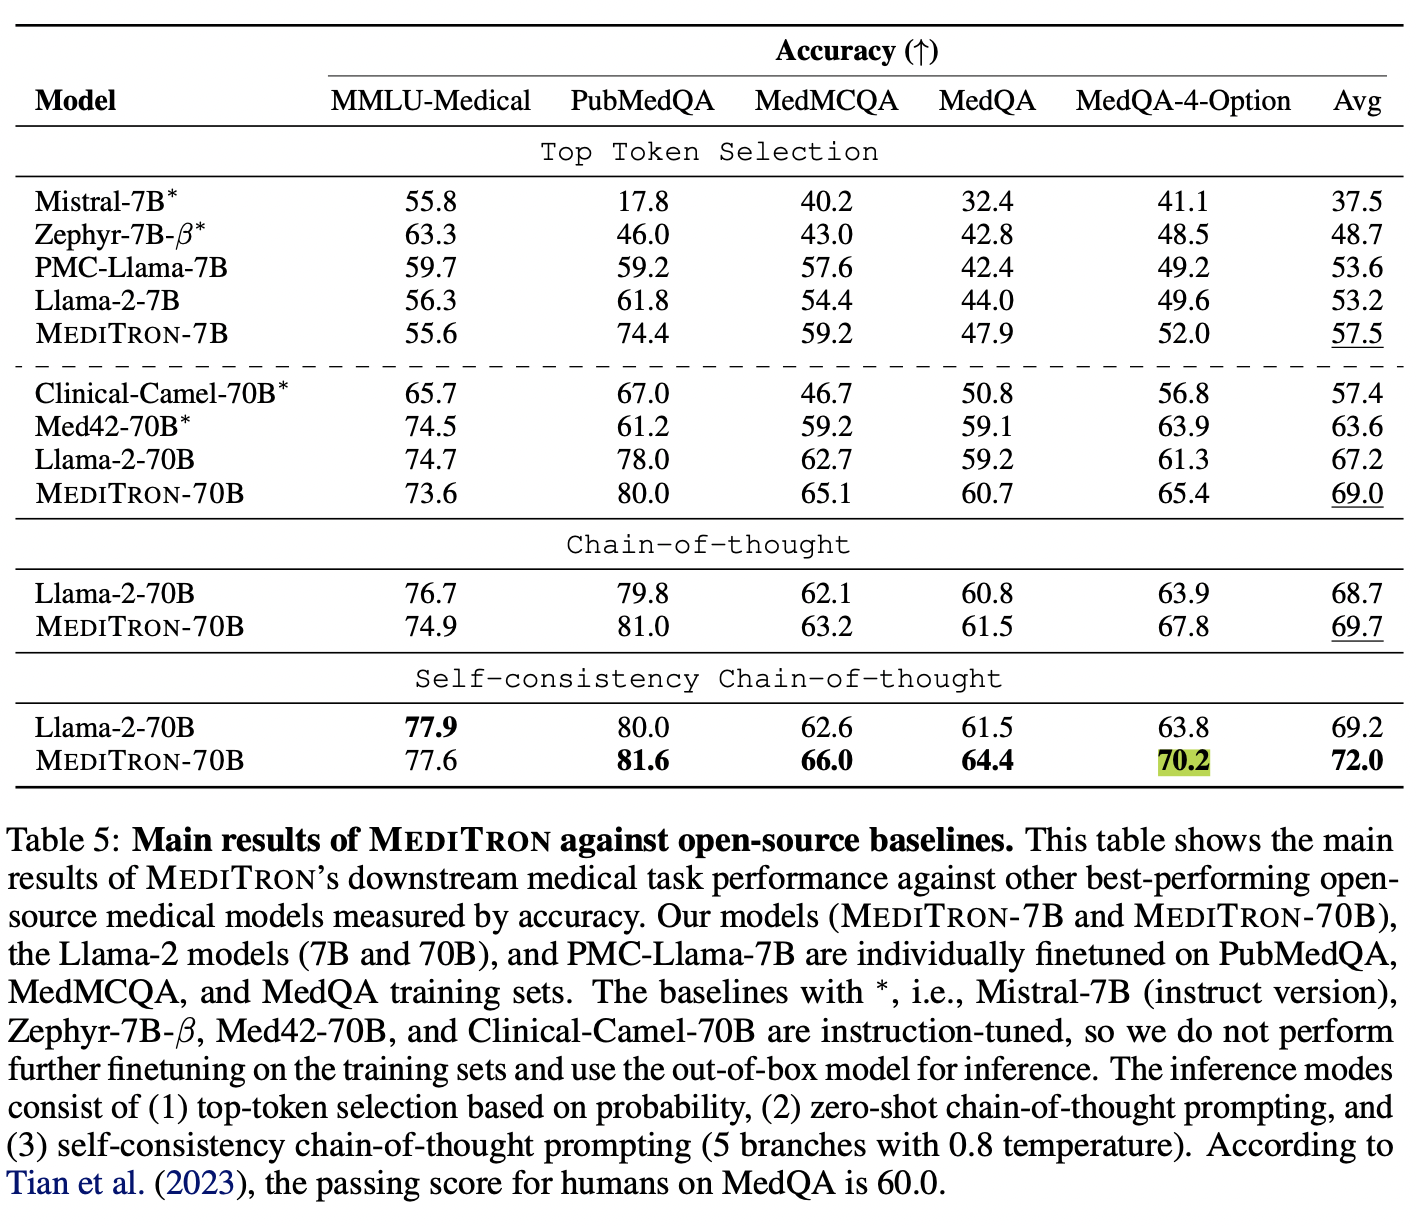 Accuracy (↑)
Model MMLU-Medical PubMedQA MedMCQA MedQA MedQA-4-Option Avg
Top Token Selection
Mistral-7B* 55.8 17.8 40.2 32.4 41.1 37.5
Zephyr-7B-β* 63.3 46.0 43.0 42.8 48.5 48.7
PMC-Llama-7B 59.7 59.2 57.6 42.4 49.2 53.6
Llama-2-7B 56.3 61.8 54.4 44.0 49.6 53.2
MEDITRON-7B 55.6 74.4 59.2 47.9 52.0 57.5
Clinical-Camel-70B* 65.7 67.0 46.7 50.8 56.8 57.4
Med42-70B* 74.5 61.2 59.2 59.1 63.9 63.6
Llama-2-70B 74.7 78.0 62.7 59.2 61.3 67.2
MEDITRON-70B 73.6 80.0 65.1 60.7 65.4 69.0
Chain-of-thought
Llama-2-70B 76.7 79.8 62.1 60.8 63.9 68.7
MEDITRON-70B 74.9 81.0 63.2 61.5 67.8 69.7
Self-consistency Chain-of-thought
Llama-2-70B 77.9 80.0 62.6 61.5 63.8 69.2
MEDITRON-70B 77.6 81.6 66.0 64.4 70.2 72.0
Table 5: Main results of MEDITRON against open-source baselines. This table shows the main
results of MEDITRON's downstream medical task performance against other best-performing open-
source medical models measured by accuracy. Our models (MEDITRON-7B and MEDITRON-70B),
the Llama-2 models (7B and 70B), and PMC-Llama-7B are individually finetuned on PubMedQA,
MedMCQA, and MedQA training sets. The baselines with *, i.e., Mistral-7B (instruct version),
Zephyr-7B-β, Med42-70B, and Clinical-Camel-70B are instruction-tuned, so we do not perform
further finetuning on the training sets and use the out-of-box model for inference. The inference modes
consist of (1) top-token selection based on probability, (2) zero-shot chain-of-thought prompting, and
(3) self-consistency chain-of-thought prompting (5 branches with 0.8 temperature). According to
Tian et al. (2023), the passing score for humans on MedQA is 60.0.